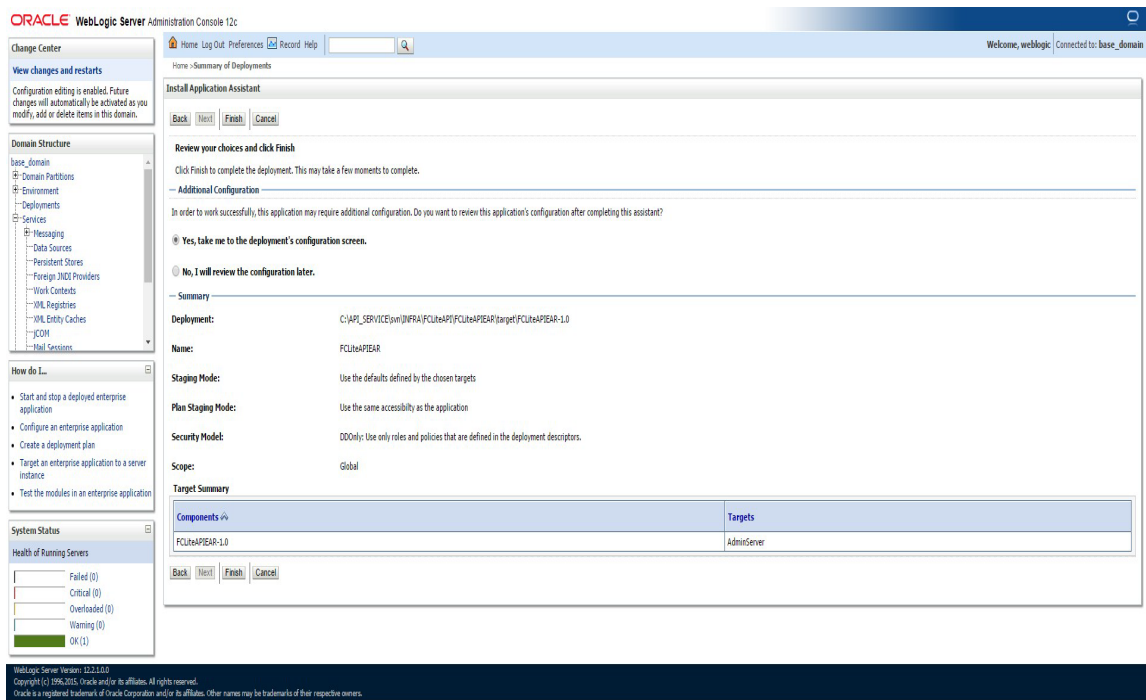 ORACLE WebLogic Server Administration Console 12c
Change Center
View changes and restarts
Configuration editing is enabled. Future
changes will automatically be activated as you
modify, add or delete items in this domain.
Domain Structure
base_domain
Domain Partitions
Environment
Deployments
Services
Messaging
Data Sources
Persistent Stores
Foreign JNDI Providers
Work Contexts
XML Registries
XML Entity Caches
jCOM
Mail Sessions
How do I...
Start and stop a deployed enterprise
application
Configure an enterprise application
Create a deployment plan
Target an enterprise application to a server
instance
Test the modules in an enterprise application
System Status
Health of Running Servers
Failed (0)
Critical (0)
Overloaded (0)
Warning (0)
OK (1)
Home Log Out Preferences Record Help
Welcome, weblogic Connected to: base_domain
Home >Summary of Deployments
Install Application Assistant
Back Next Finish Cancel
Review your choices and click Finish
Click Finish to complete the deployment. This may take a few moments to complete.
Additional Configuration
In order to work successfully, this application may require additional configuration. Do you want to review this application's configuration after completing this assistant?
Yes, take me to the deployment's configuration screen.
No, I will review the configuration later.
Summary
Deployment: C:\API_SERVICE\svn\INFRA\FCLiteAPI\FCLiteAPIEAR\target\FCLiteAPIEAR-1.0
Name: FCLiteAPIEAR
Staging Mode: Use the defaults defined by the chosen targets
Plan Staging Mode: Use the same accessibilty as the application
Security Model: DDOnly: Use only roles and policies that are defined in the deployment descriptors.
Scope: Global
Target Summary
Components Targets
FCLiteAPIEAR-1.0 AdminServer
Back Next Finish Cancel
WebLogic Server Version: 12.2.1.0.0
Copyright (c) 1996,2015, Oracle and/or its affiliates. All rights reserved.
Oracle is a registered trademark of Oracle Corporation and/or its affiliates. Other names may be trademarks of their respective owners.